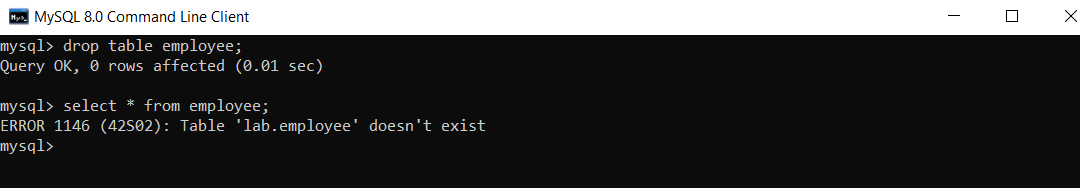 MySQL 8.0 Command Line Client
mysql> drop table employee;
Query OK, 0 rows affected (0.01 sec)
mysql> select * from employee;
ERROR 1146 (42S02): Table 'lab.employee' doesn't exist
mysql>